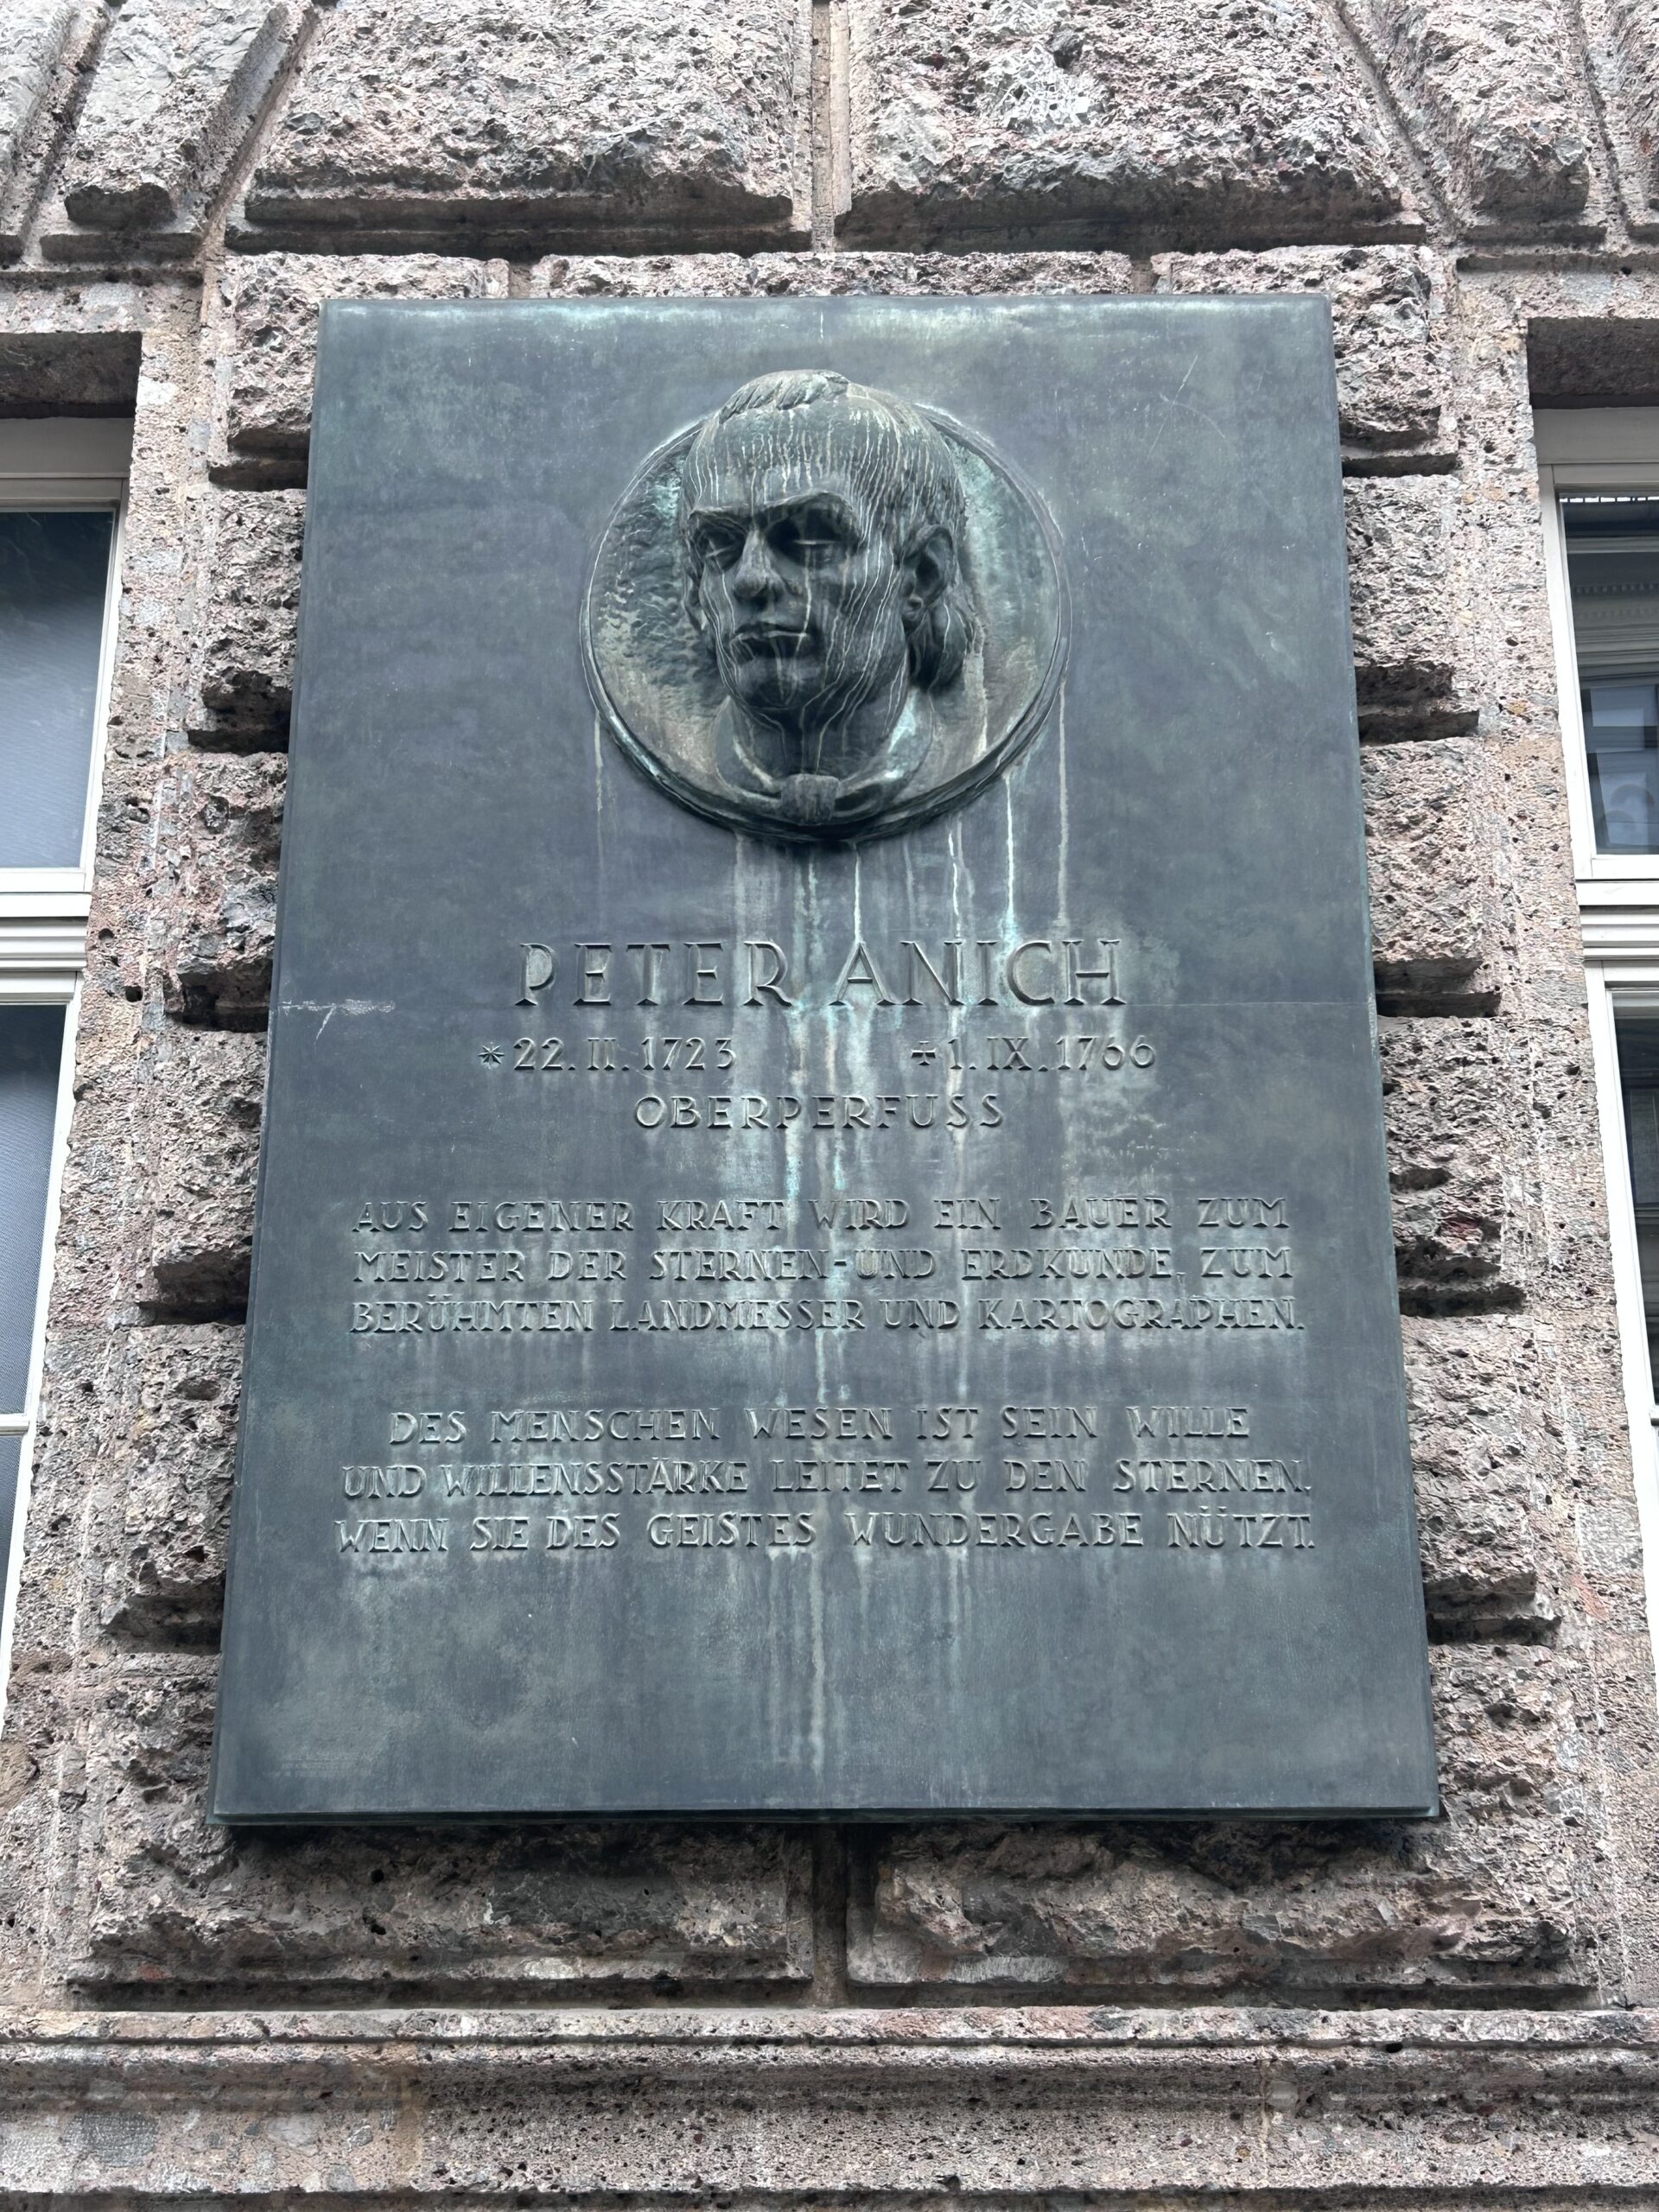 PETER ANICH
* 22. II. 1723 ✠ 1. IX. 1766
OBERPERFUSS
AUS EIGENER KRAFT WIRD EIN BAUER ZUM
MEISTER DER STERNEN-UND ERDKUNDE, ZUM
BERÜHMTEN LANDMESSER UND KARTOGRAPHEN.
DES MENSCHEN WESEN IST SEIN WILLE
UND WILLENSSTÄRKE LEITET ZU DEN STERNEN,
WENN SIE DES GEISTES WUNDERGABE NÜTZT.